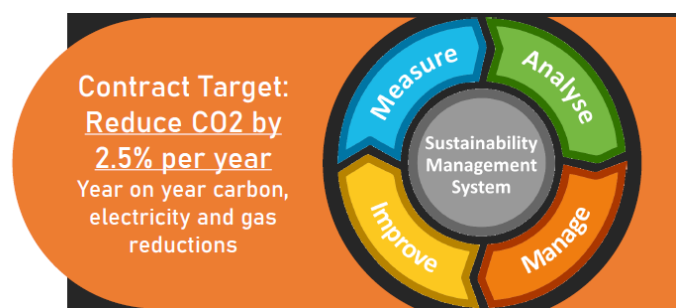 Contract Target:
Reduce CO2 by
2.5% per year
Year on year carbon,
electricity and gas
reductions
Measure
Analyse
Sustainability
Management
System
Improve
Manage